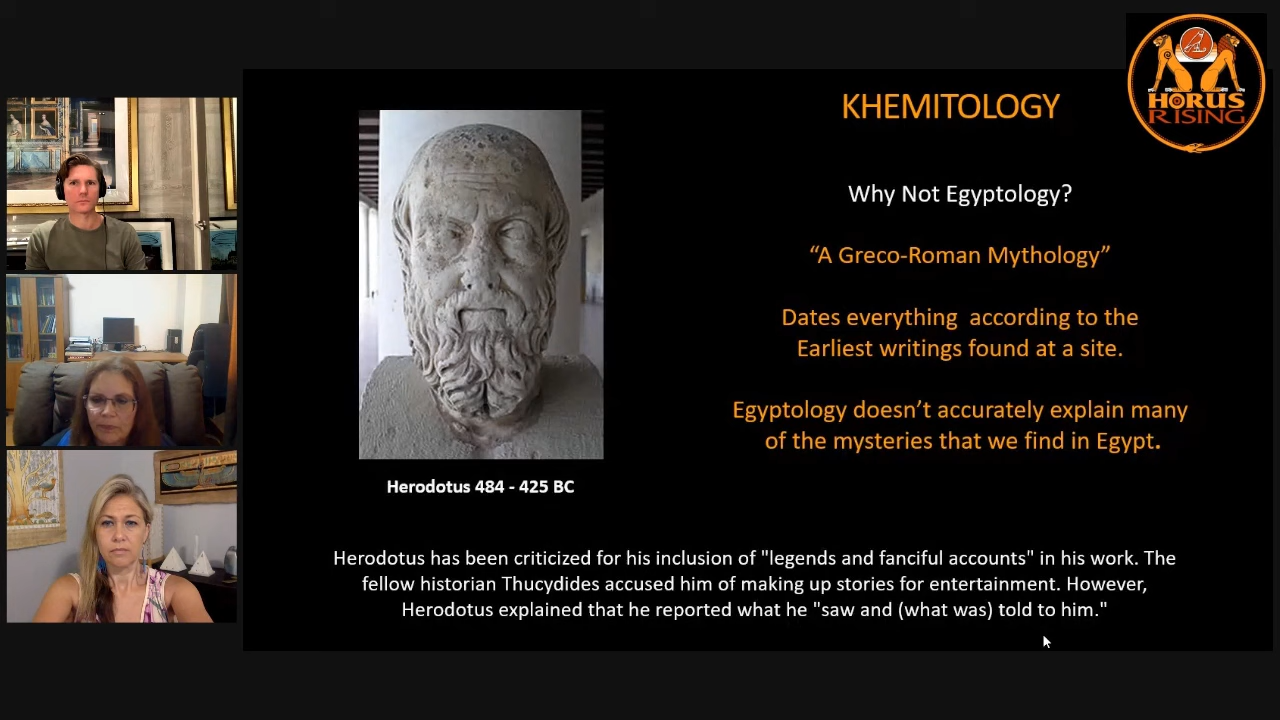 HORUS
RISING
KHEMITOLOGY
Why Not Egyptology?
“A Greco-Roman Mythology”
Dates everything  according to the
Earliest writings found at a site.
Egyptology doesn’t accurately explain many
of the mysteries that we find in Egypt.
Herodotus 484 - 425 BC
Herodotus has been criticized for his inclusion of "legends and fanciful accounts" in his work. The
fellow historian Thucydides accused him of making up stories for entertainment. However,
Herodotus explained that he reported what he "saw and (what was) told to him."